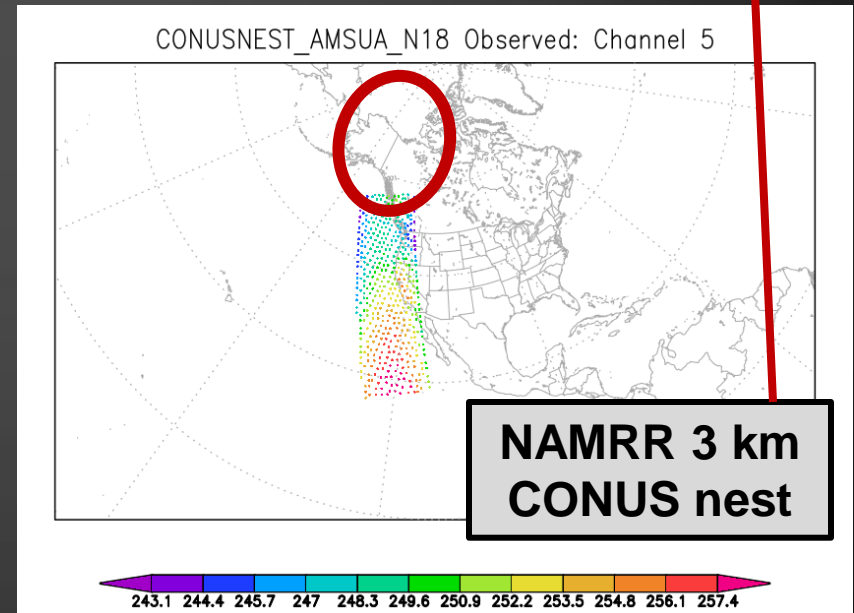 CONUSNEST_AMSUA_N18 Observed: Channel 5
NAMRR 3 km
CONUS nest
243.1 244.4 245.7 247 248.3 249.6 250.9 252.2 253.5 254.8 256.1 257.4